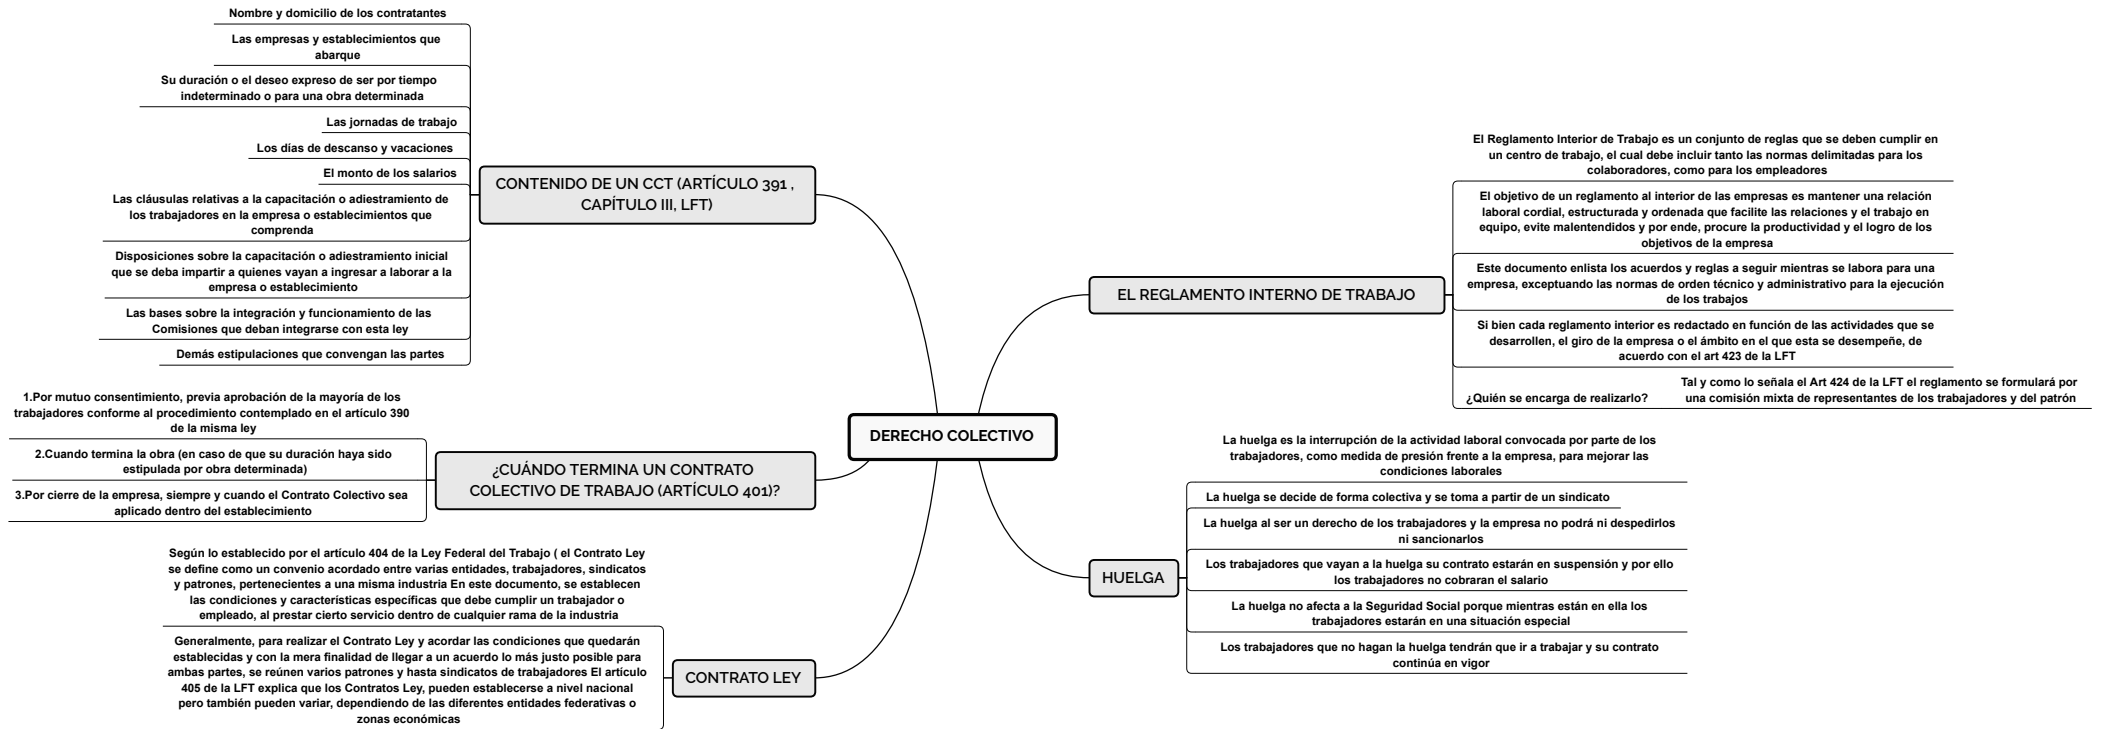 Nombre y domicilio de los contratantes
Las empresas y establecimientos que
abarque
Su duración o el deseo expreso de ser por tiempo
indeterminado o para una obra determinada
Las jornadas de trabajo
Los días de descanso y vacaciones
El monto de los salarios
Las cláusulas relativas a la capacitación o adiestramiento de
los trabajadores en la empresa o establecimientos que
comprenda
Disposiciones sobre la capacitación o adiestramiento inicial
que se deba impartir a quienes vayan a ingresar a laborar a la
empresa o establecimiento
Las bases sobre la integración y funcionamiento de las
Comisiones que deban integrarse con esta ley
Demás estipulaciones que convengan las partes
CONTENIDO DE UN CCT (ARTÍCULO 391 ,
CAPÍTULO III, LFT)
1.Por mutuo consentimiento, previa aprobación de la mayoría de los
trabajadores conforme al procedimiento contemplado en el artículo 390
de la misma ley
2.Cuando termina la obra (en caso de que su duración haya sido
estipulada por obra determinada)
3.Por cierre de la empresa, siempre y cuando el Contrato Colectivo sea
aplicado dentro del establecimiento
¿CUÁNDO TERMINA UN CONTRATO
COLECTIVO DE TRABAJO (ARTÍCULO 401)?
Según lo establecido por el artículo 404 de la Ley Federal del Trabajo ( el Contrato Ley
se define como un convenio acordado entre varias entidades, trabajadores, sindicatos
y patrones, pertenecientes a una misma industria En este documento, se establecen
las condiciones y características específicas que debe cumplir un trabajador o
empleado, al prestar cierto servicio dentro de cualquier rama de la industria
Generalmente, para realizar el Contrato Ley y acordar las condiciones que quedarán
establecidas y con la mera finalidad de llegar a un acuerdo lo más justo posible para
ambas partes, se reúnen varios patrones y hasta sindicatos de trabajadores El artículo
405 de la LFT explica que los Contratos Ley, pueden establecerse a nivel nacional
pero también pueden variar, dependiendo de las diferentes entidades federativas o
zonas económicas
CONTRATO LEY
DERECHO COLECTIVO
EL REGLAMENTO INTERNO DE TRABAJO
El Reglamento Interior de Trabajo es un conjunto de reglas que se deben cumplir en
un centro de trabajo, el cual debe incluir tanto las normas delimitadas para los
colaboradores, como para los empleadores
El objetivo de un reglamento al interior de las empresas es mantener una relación
laboral cordial, estructurada y ordenada que facilite las relaciones y el trabajo en
equipo, evite malentendidos y por ende, procure la productividad y el logro de los
objetivos de la empresa
Este documento enlista los acuerdos y reglas a seguir mientras se labora para una
empresa, exceptuando las normas de orden técnico y administrativo para la ejecución
de los trabajos
Si bien cada reglamento interior es redactado en función de las actividades que se
desarrollen, el giro de la empresa o el ámbito en el que esta se desempeñe, de
acuerdo con el art 423 de la LFT
¿Quién se encarga de realizarlo?
Tal y como lo señala el Art 424 de la LFT el reglamento se formulará por
una comisión mixta de representantes de los trabajadores y del patrón
HUELGA
La huelga es la interrupción de la actividad laboral convocada por parte de los
trabajadores, como medida de presión frente a la empresa, para mejorar las
condiciones laborales
La huelga se decide de forma colectiva y se toma a partir de un sindicato
La huelga al ser un derecho de los trabajadores y la empresa no podrá ni despedirlos
ni sancionarlos
Los trabajadores que vayan a la huelga su contrato estarán en suspensión y por ello
los trabajadores no cobraran el salario
La huelga no afecta a la Seguridad Social porque mientras están en ella los
trabajadores estarán en una situación especial
Los trabajadores que no hagan la huelga tendrán que ir a trabajar y su contrato
continúa en vigor